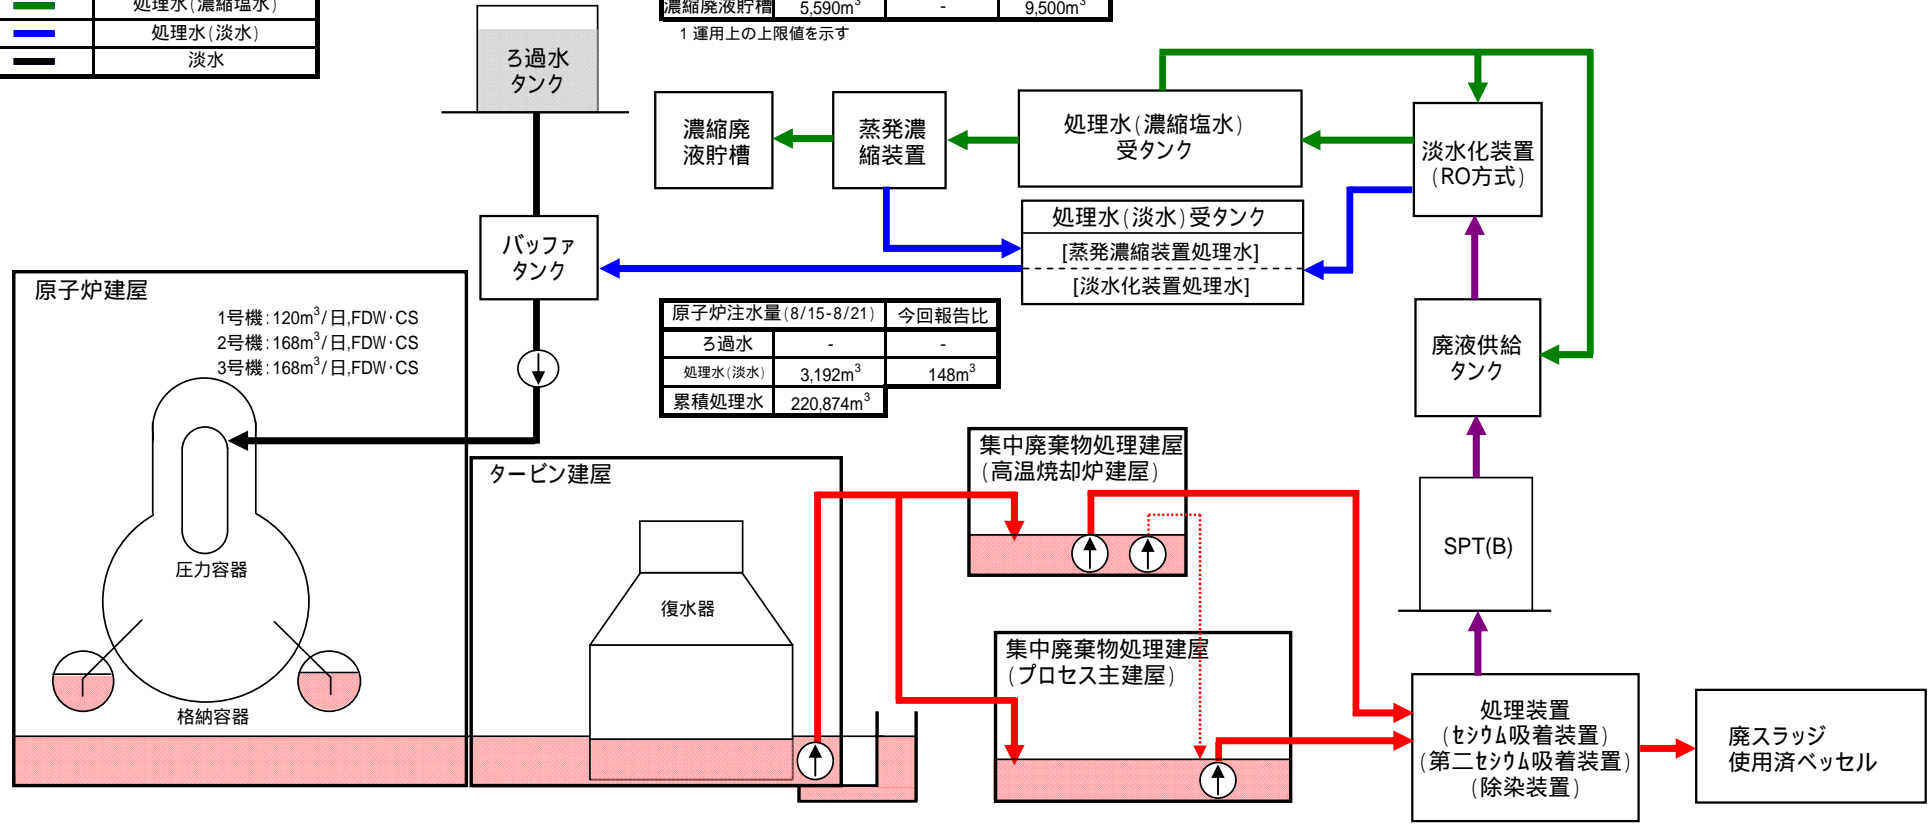 処理水(濃縮塩水)
処理水(淡水)
淡水
濃縮廃液貯槽 5,590m³ - 9,500m³
1 運用上の上限値を示す
ろ過水
タンク
濃縮廃
液貯槽
蒸発濃
縮装置
処理水(濃縮塩水)
受タンク
淡水化装置
(RO方式)
処理水(淡水)受タンク
[蒸発濃縮装置処理水]
[淡水化装置処理水]
バッファ
タンク
原子炉建屋
1号機:120m³/日,FDW・CS
2号機:168m³/日,FDW・CS
3号機:168m³/日,FDW・CS
原子炉注水量(8/15-8/21) 今回報告比
ろ過水 - -
処理水(淡水) 3,192m³ 148m³
累積処理水 220,874m³
廃液供給
タンク
タービン建屋
集中廃棄物処理建屋
(高温焼却炉建屋)
SPT(B)
圧力容器
復水器
集中廃棄物処理建屋
(プロセス主建屋)
格納容器
処理装置
(セシウム吸着装置)
(第二セシウム吸着装置)
(除染装置)
廃スラッジ
使用済ベッセル